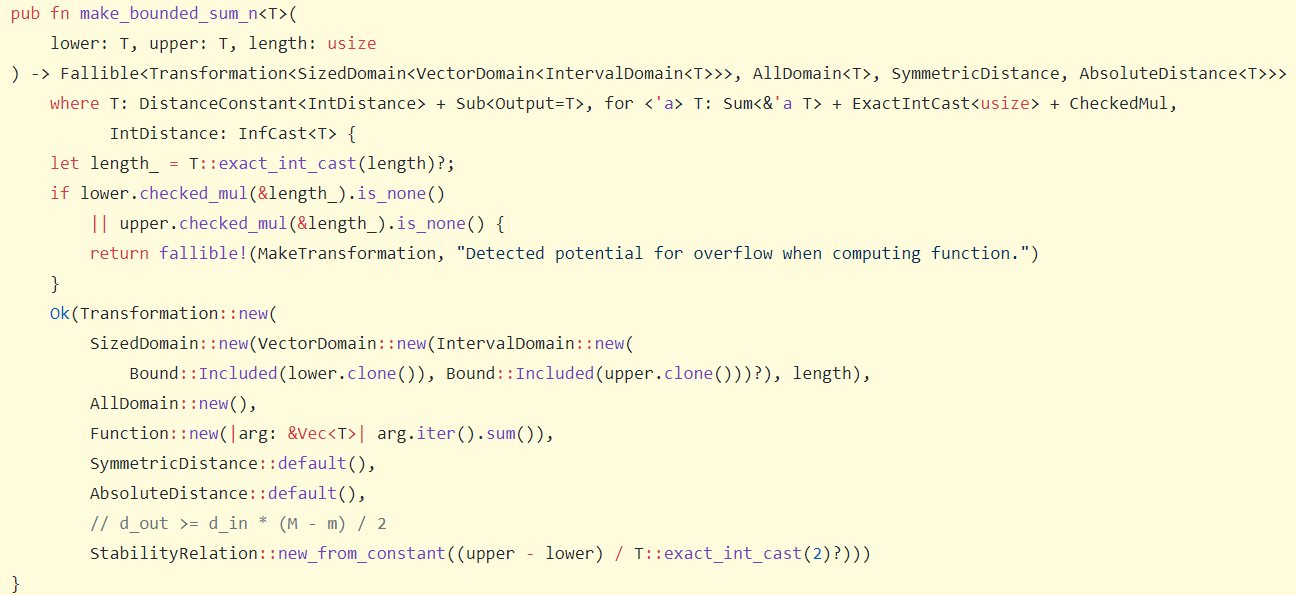 pub fn make_bounded_sum_n<T>(
    lower: T, upper: T, length: usize
) -> Fallible<Transformation<SizedDomain<VectorDomain<IntervalDomain<T>>>, AllDomain<T>, SymmetricDistance, AbsoluteDistance<T>>>
    where T: DistanceConstant<IntDistance> + Sub<Output=T>, for <'a> T: Sum<&'a T> + ExactIntCast<usize> + CheckedMul,
          IntDistance: InfCast<T> {
    let length_ = T::exact_int_cast(length)?;
    if lower.checked_mul(&length_).is_none()
        || upper.checked_mul(&length_).is_none() {
        return fallible!(MakeTransformation, "Detected potential for overflow when computing function.")
    }
    Ok(Transformation::new(
        SizedDomain::new(VectorDomain::new(IntervalDomain::new(
            Bound::Included(lower.clone()), Bound::Included(upper.clone()))?), length),
        AllDomain::new(),
        Function::new(|arg: &Vec<T>| arg.iter().sum()),
        SymmetricDistance::default(),
        AbsoluteDistance::default(),
        // d_out >= d_in * (M - m) / 2
        StabilityRelation::new_from_constant((upper - lower) / T::exact_int_cast(2)?)))
}